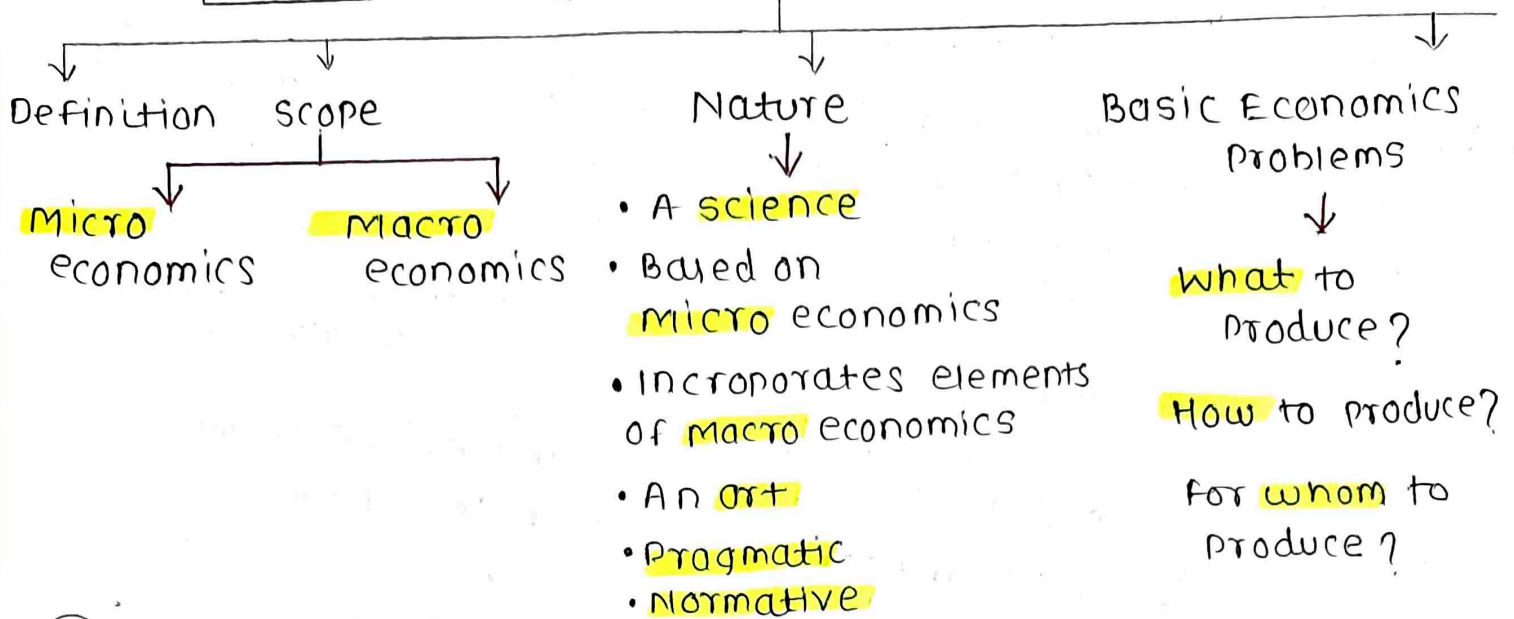 Definition
scope
Micro
economics
Macro
economics
Nature
• A science
• Based on
micro economics
• Incroporates elements
of macro economics
• An art
• Pragmatic
• Normative
Basic Economics
Problems
What to
produce?
How to produce?
For whom to
produce?